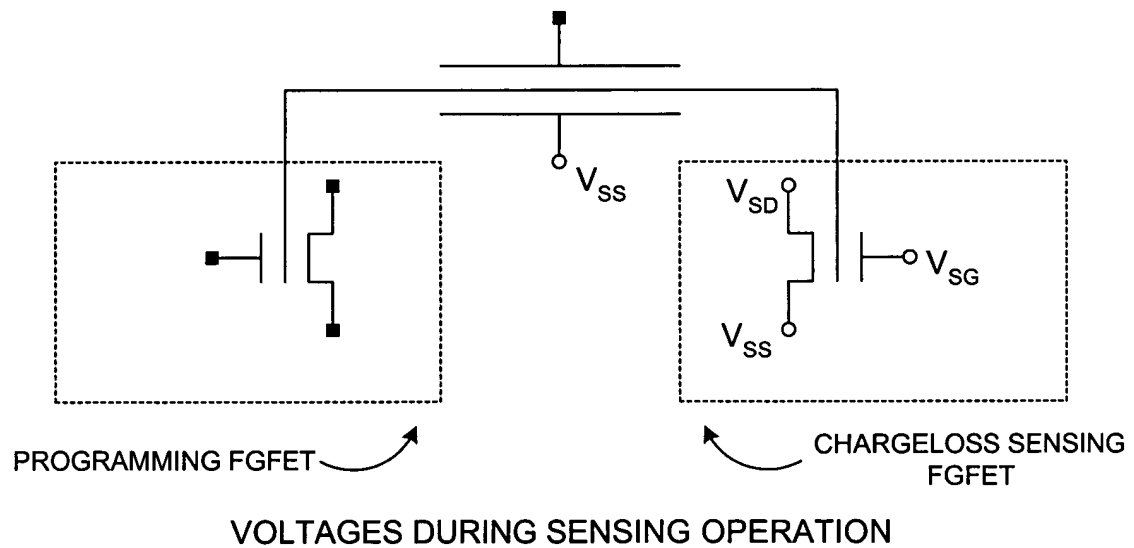 V_SS
V_SD
V_SG
V_SS
PROGRAMMING FGFET
CHARGELOSS SENSING
FGFET
VOLTAGES DURING SENSING OPERATION